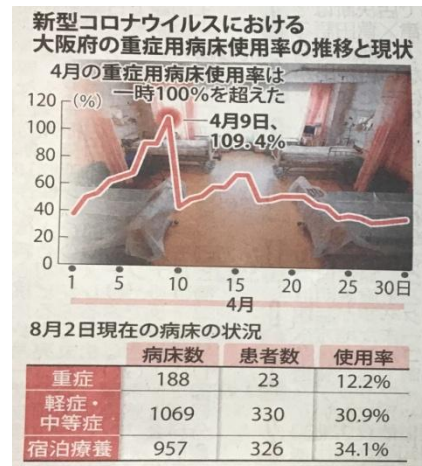 新型コロナウイルスにおける
大阪府の重症用病床使用率の推移と現状
4月の重症用病床使用率は
一時100%を超えた
120 (%)
4月9日、
100
109.4%
80
60
40
20
0
1 5 10 15 20 25 30日
4月
8月2日現在の病床の状況
病床数 患者数 使用率
重症 188 23 12.2%
軽症・
中等症 1069 330 30.9%
宿泊療養 957 326 34.1%